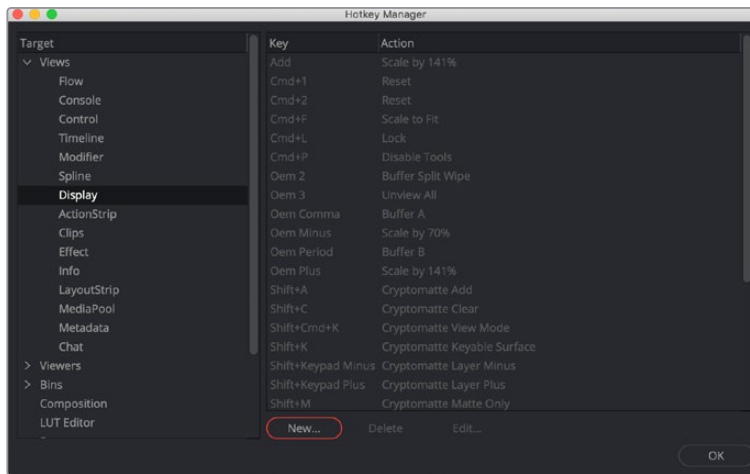 Hotkey Manager
Target
Views
Flow
Console
Control
Timeline
Modifier
Spline
Display
ActionStrip
Clips
Effect
Info
LayoutStrip
MediaPool
Metadata
Chat
Viewers
Bins
Composition
LUT Editor
Key Action
Add Scale by 141%
Cmd+1 Reset
Cmd+2 Reset
Cmd+F Scale to Fit
Cmd+L Lock
Cmd+P Disable Tools
Oem 2 Buffer Split Wipe
Oem 3 Unview All
Oem Comma Buffer A
Oem Minus Scale by 70%
Oem Period Buffer B
Oem Plus Scale by 141%
Shift+A Cryptomatte Add
Shift+C Cryptomatte Clear
Shift+Cmd+K Cryptomatte View Mode
Shift+K Cryptomatte Keyable Surface
Shift+Keypad Minus Cryptomatte Layer Minus
Shift+Keypad Plus Cryptomatte Layer Plus
Shift+M Cryptomatte Matte Only
New... Delete Edit...
OK